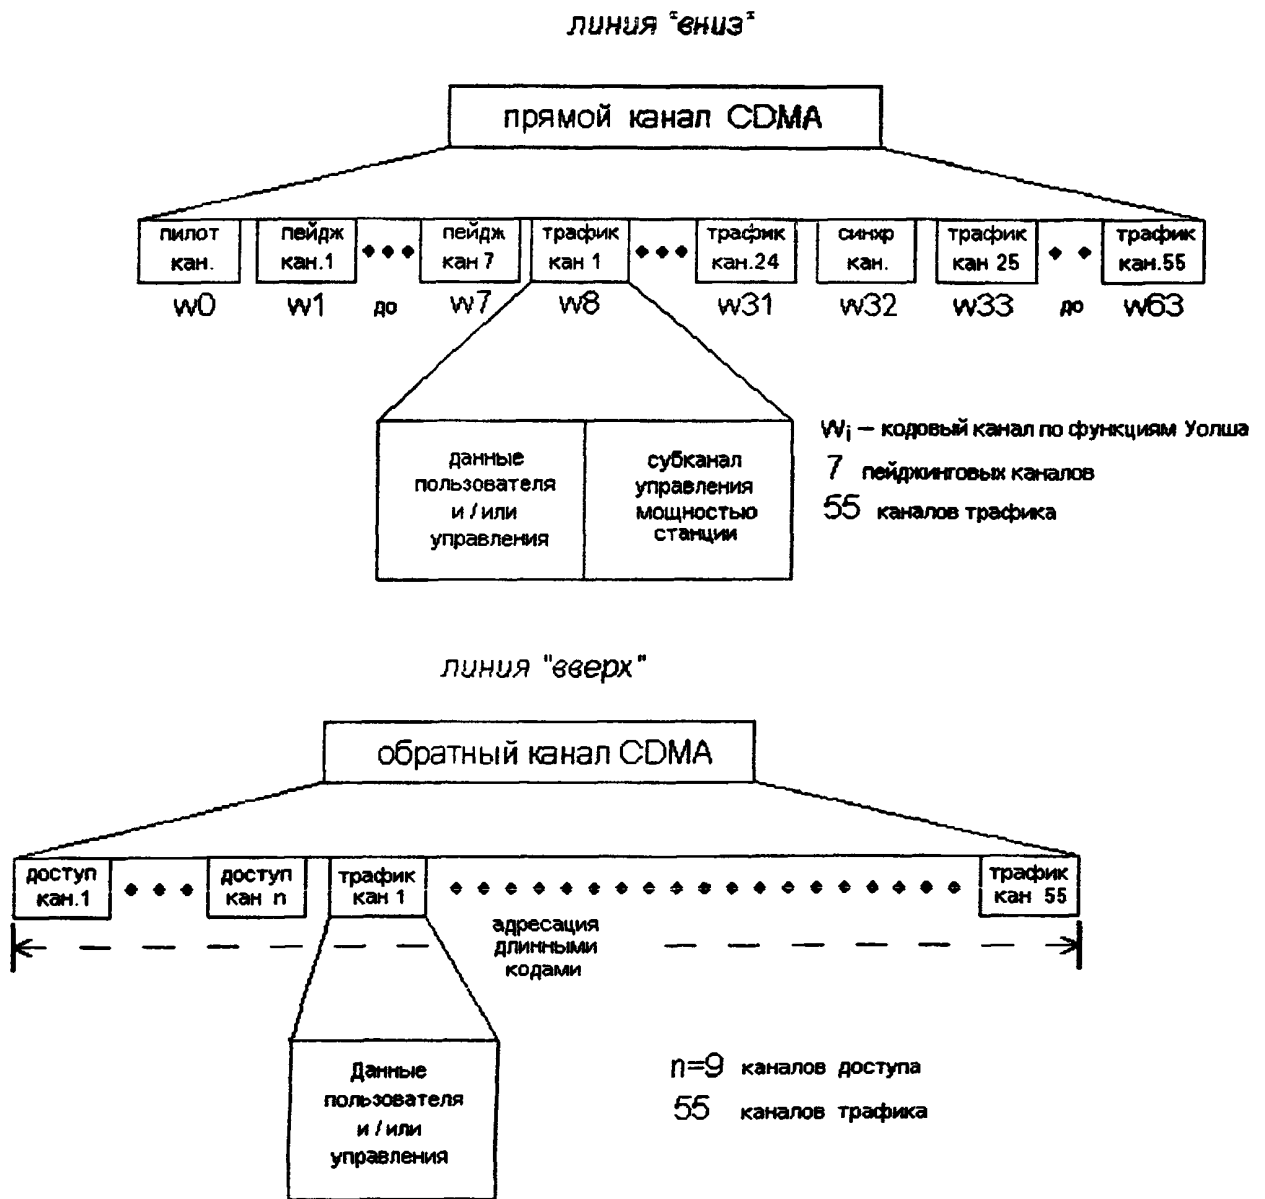 линия "вниз"
прямой канал CDMA
пилот
кан.
пейдж
кан.1
пейдж
кан 7
трафик
кан 1
трафик
кан.24
синхр
кан.
трафик
кан 25
трафик
кан.55
w0
w1
до
w7
w8
w31
w32
w33
до
w63
данные
пользователя
и / или
управления
субканал
управления
мощностью
станции
Wi – кодовый канал по функциям Уолша
7 пейджинговых каналов
55 каналов трафика
линия "вверх"
обратный канал CDMA
доступ
кан.1
доступ
кан n
трафик
кан 1
трафик
кан 55
адресация
длинными
кодами
Данные
пользователя
и / или
управления
n=9 каналов доступа
55 каналов трафика